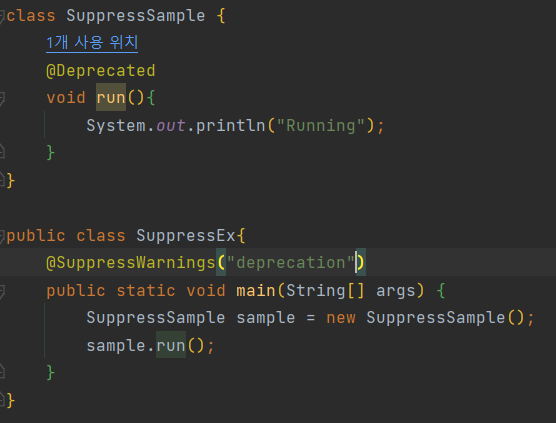 class SuppressSample {
1개 사용 위치
@Deprecated
void run(){
System.out.println("Running");
}
}
public class SuppressEx{
@SuppressWarnings("deprecation")
public static void main(String[] args) {
SuppressSample sample = new SuppressSample();
sample.run();
}
}